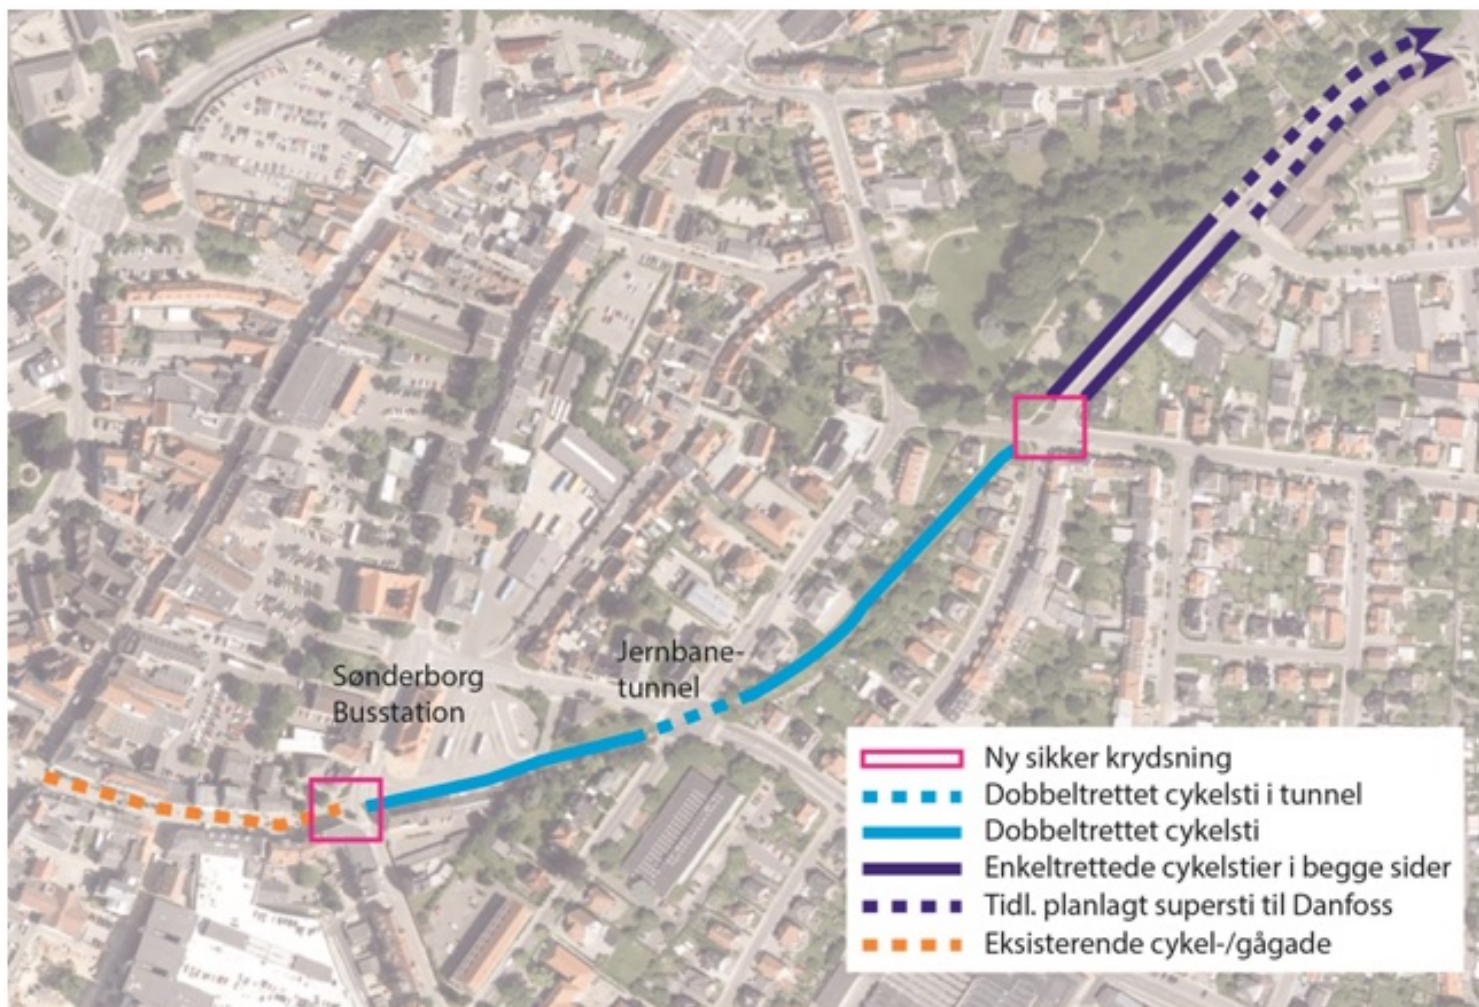 Jernbane-
tunnel
Sønderborg
Busstation
Ny sikker krydsning
Dobbeltrettet cykelsti i tunnel
Dobbeltrettet cykelsti
Enkeltrettede cykelstier i begge sider
Tidl. planlagt supersti til Danfoss
Eksisterende cykel-/gågade